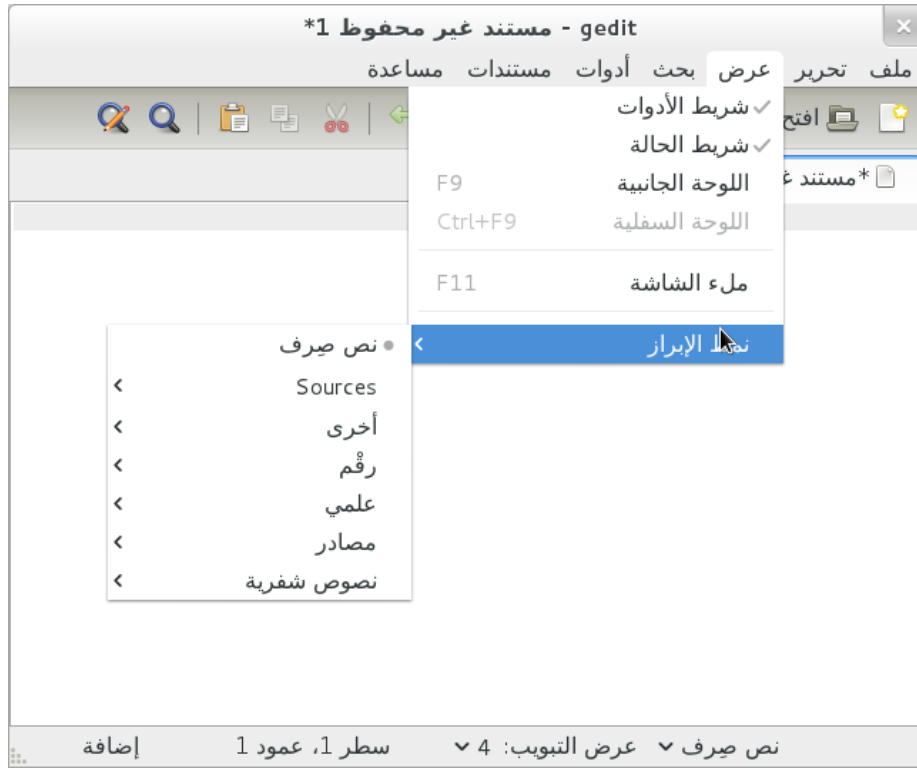 gedit - مستند غير محفوظ 1*
ملف تحرير عرض بحث أدوات مستندات مساعدة
افتح
شريط الأدوات
شريط الحالة
*مستند غ
اللوحة الجانبية F9
اللوحة السفلية Ctrl+F9
ملء الشاشة F11
نمط الإبراز
نص صِرف
Sources
أخرى
رقْم
علمي
مصادر
نصوص شفرية
نص صِرف عرض التبويب: 4 سطر 1، عمود 1 إضافة